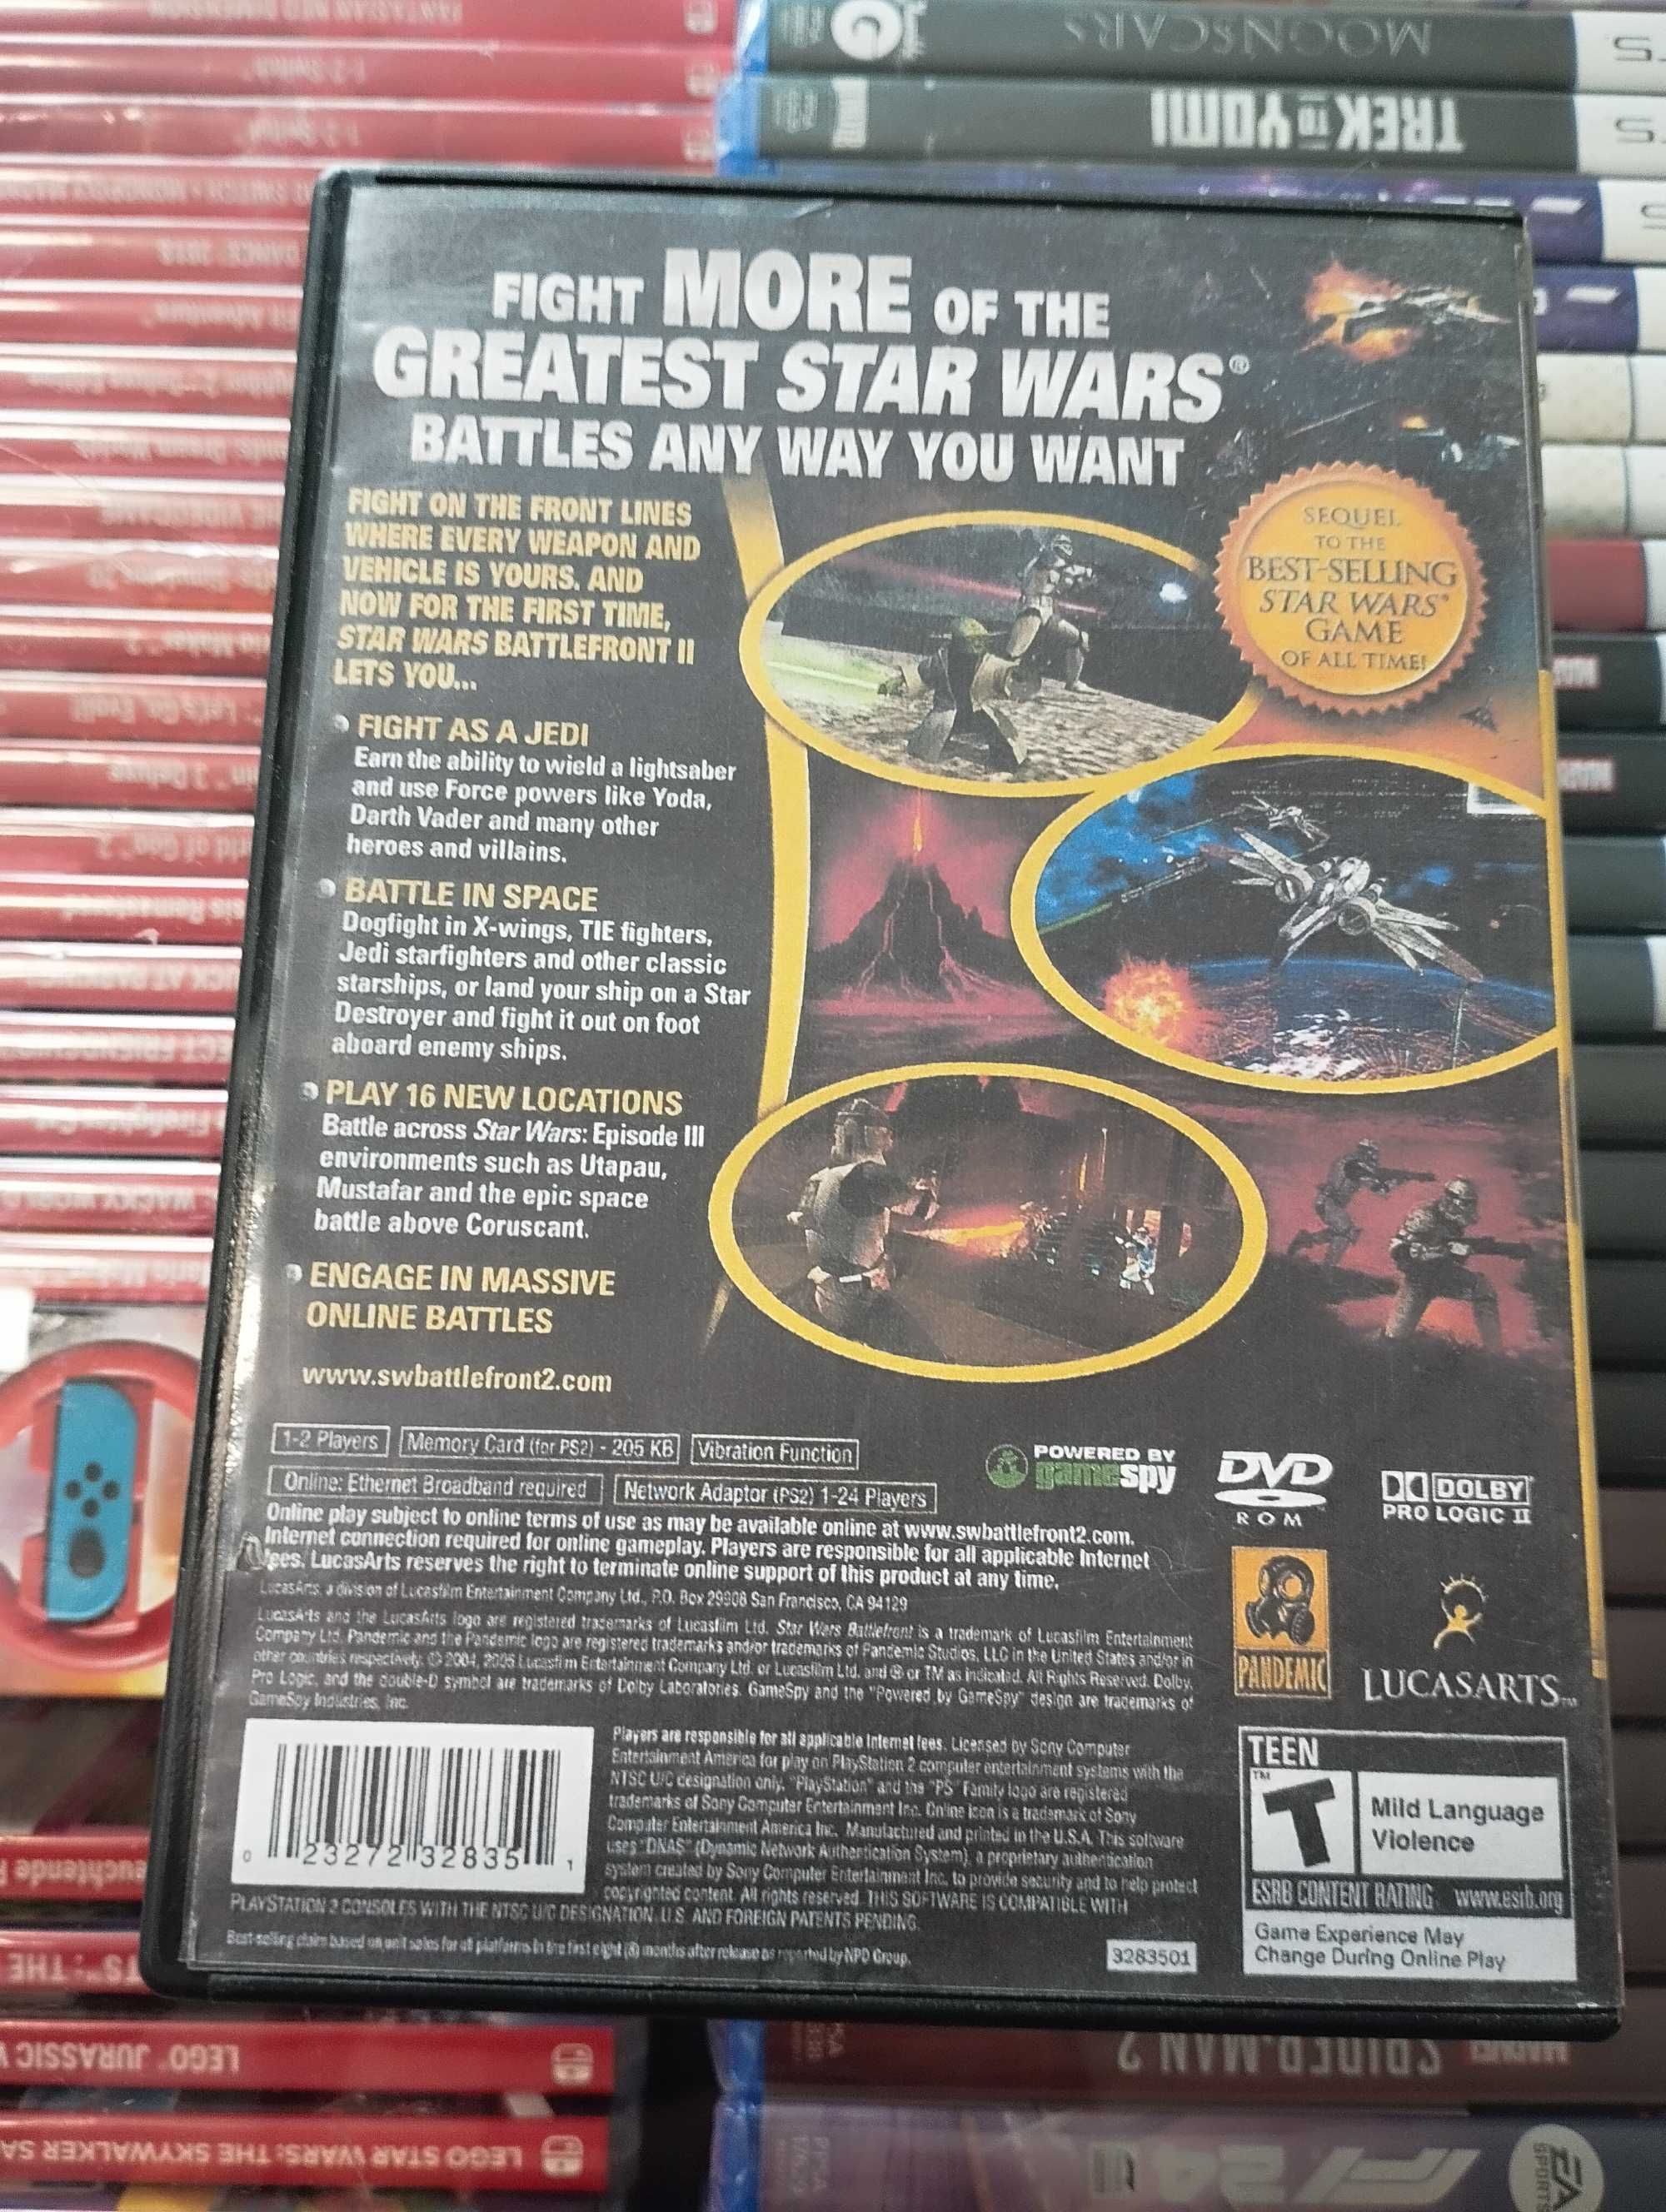 MOONSCARS
TREK TO YOMI
FIGHT MORE OF THE
GREATEST STAR WARS®
BATTLES ANY WAY YOU WANT
FIGHT ON THE FRONT LINES
WHERE EVERY WEAPON AND
VEHICLE IS YOURS. AND
NOW FOR THE FIRST TIME,
STAR WARS BATTLEFRONT II
LETS YOU...
SEQUEL
TO THE
BEST-SELLING
STAR WARS®
GAME
OF ALL TIME!
FIGHT AS A JEDI
Earn the ability to wield a lightsaber
and use Force powers like Yoda,
Darth Vader and many other
heroes and villains.
BATTLE IN SPACE
Dogfight in X-wings, TIE fighters,
Jedi starfighters and other classic
starships, or land your ship on a Star
Destroyer and fight it out on foot
aboard enemy ships.
PLAY 16 NEW LOCATIONS
Battle across Star Wars: Episode III
environments such as Utapau,
Mustafar and the epic space
battle above Coruscant.
ENGAGE IN MASSIVE
ONLINE BATTLES
www.swbattlefront2.com
1-2 Players
Memory Card (for PS2) - 205 KB
Vibration Function
Online: Ethernet Broadband required
Network Adaptor (PS2) 1-24 Players
POWERED BY
gamespy
DVD
ROM
DOLBY
PRO LOGIC II
Online play subject to online terms of use as may be available online at www.swbattlefront2.com.
Internet connection required for online gameplay. Players are responsible for all applicable Internet
fees. LucasArts reserves the right to terminate online support of this product at any time.
LucasArts, a division of Lucasfilm Entertainment Company Ltd., P.O. Box 29908 San Francisco, CA 94129
LucasArts and the LucasArts logo are registered trademarks of Lucasfilm Ltd. Star Wars Battlefront is a trademark of Lucasfilm Entertainment
Company Ltd. Pandemic and the Pandemic logo are registered trademarks and/or trademarks of Pandemic Studios, LLC in the United States and/or in
other countries respectively. © 2004, 2005 Lucasfilm Entertainment Company Ltd. or Lucasfilm Ltd. and ® or TM as indicated. All Rights Reserved. Dolby,
Pro Logic, and the double-D symbol are trademarks of Dolby Laboratories. GameSpy and the "Powered by GameSpy" design are trademarks of
GameSpy Industries, Inc.
PANDEMIC
LUCASARTS™
Players are responsible for all applicable Internet fees. Licensed by Sony Computer
Entertainment America for play on PlayStation 2 computer entertainment systems with the
NTSC U/C designation only. "PlayStation" and the "PS" Family logo are registered
trademarks of Sony Computer Entertainment Inc. Online icon is a trademark of Sony
Computer Entertainment America Inc. Manufactured and printed in the U.S.A. This software
uses "DNAS" (Dynamic Network Authentication System), a proprietary authentication
system created by Sony Computer Entertainment Inc. to provide security and to help protect
copyrighted content. All rights reserved. THIS SOFTWARE IS COMPATIBLE WITH
PLAYSTATION 2 CONSOLES WITH THE NTSC U/C DESIGNATION. U.S. AND FOREIGN PATENTS PENDING.
0 23272 32835 1
Best-selling claim based on unit sales for all platforms in the first eight (8) months after release as reported by NPD Group.
3283501
TEEN
T™
Mild Language
Violence
ESRB CONTENT RATING www.esrb.org
Game Experience May
Change During Online Play
LEGO JURASSIC
LEGO STAR WARS: THE SKYWALKER SA
MARVEL SPIDER-MAN 2
F1 24
EA SPORTS